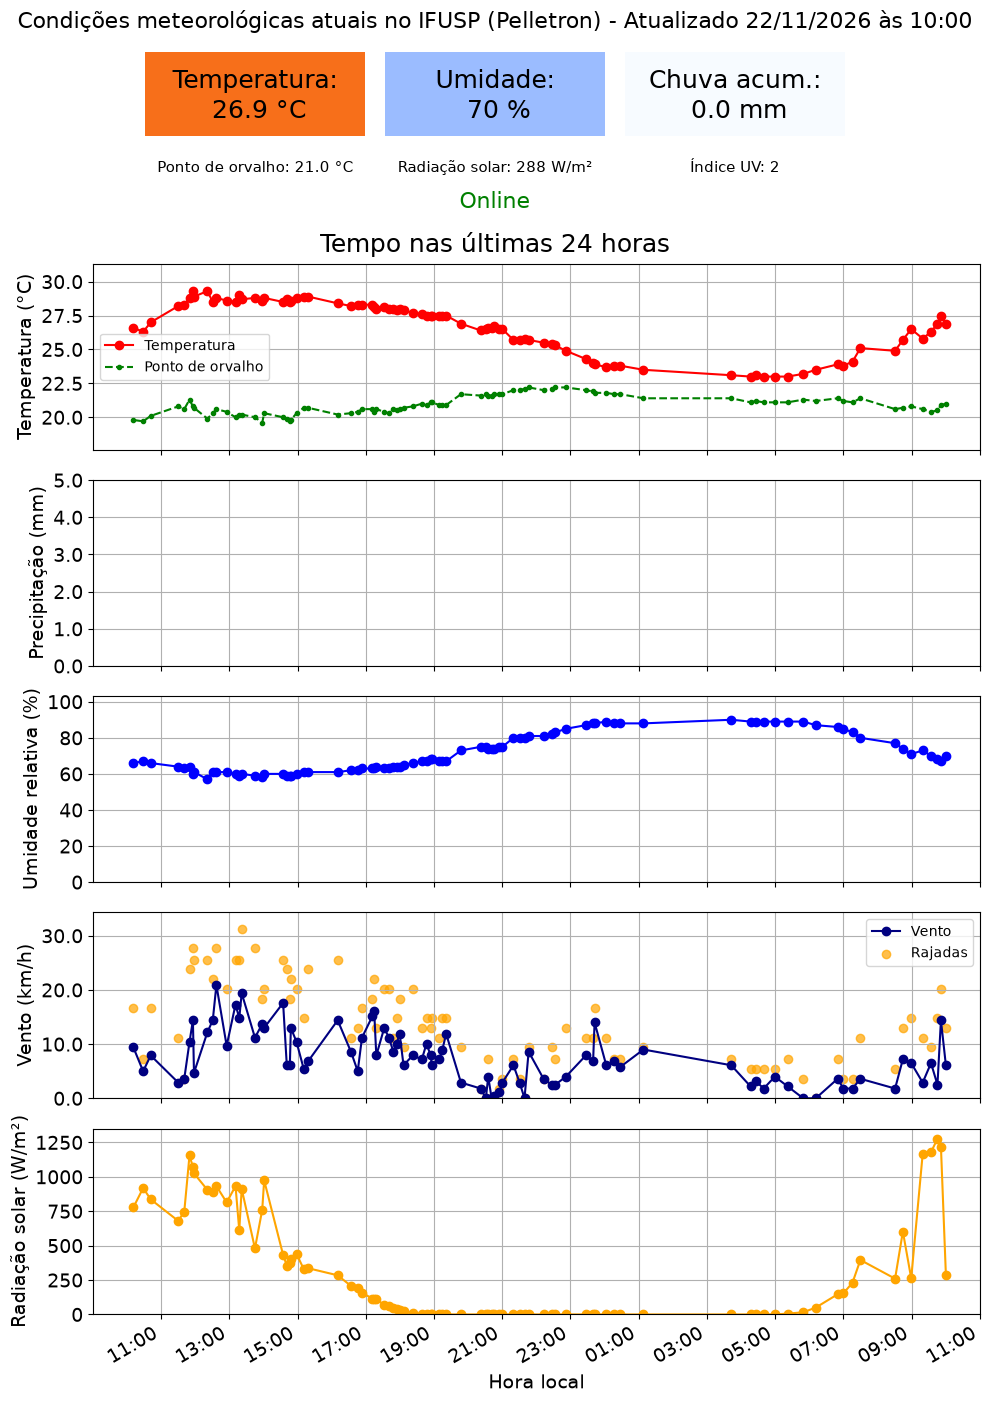 Condições meteorológicas atuais no IFUSP (Pelletron) - Atualizado 22/11/2026 às 10:00
Temperatura:
26.9 °C
Umidade:
70 %
Chuva acum.:
0.0 mm
Ponto de orvalho: 21.0 °C
Radiação solar: 288 W/m²
Índice UV: 2
Online
Tempo nas últimas 24 horas
Temperatura (°C)
30.0
27.5
25.0
22.5
20.0
Temperatura
Ponto de orvalho
Precipitação (mm)
5.0
4.0
3.0
2.0
1.0
0.0
Umidade relativa (%)
100
80
60
40
20
0
Vento (km/h)
30.0
20.0
10.0
0.0
Vento
Rajadas
Radiação solar (W/m²)
1250
1000
750
500
250
0
11:00
13:00
15:00
17:00
19:00
21:00
23:00
01:00
03:00
05:00
07:00
09:00
11:00
Hora local